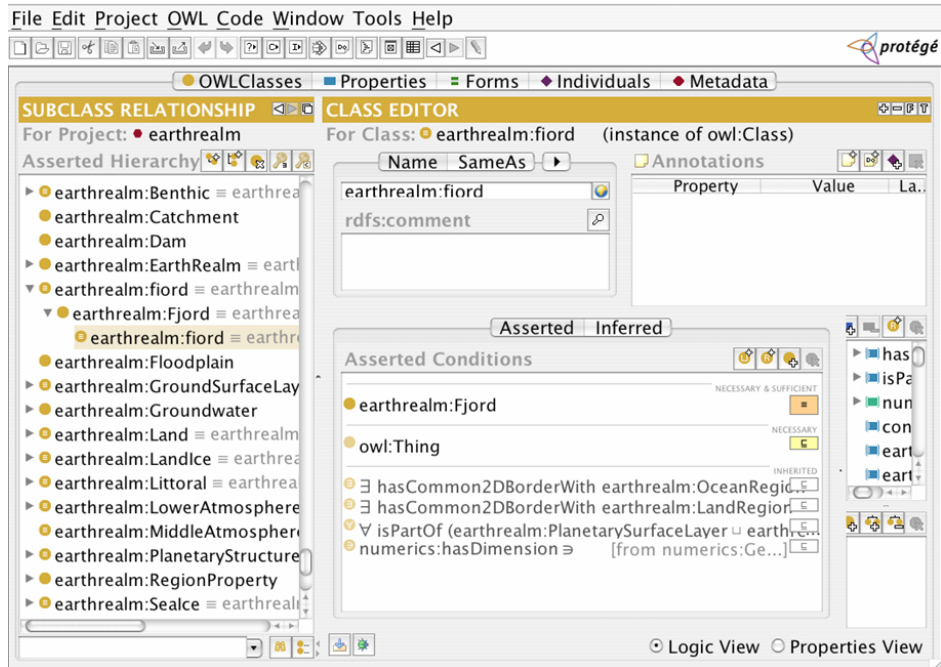 File Edit Project OWL Code Window Tools Help
protégé
OWLClasses Properties Forms Individuals Metadata
SUBCLASS RELATIONSHIP
For Project: earthrealm
Asserted Hierarchy
earthrealm:Benthic ≡ earthrea
earthrealm:Catchment
earthrealm:Dam
earthrealm:EarthRealm ≡ eart
earthrealm:fiord ≡ earthrealm
earthrealm:Fjord ≡ earthrea
earthrealm:fiord ≡ earthr
earthrealm:Floodplain
earthrealm:GroundSurfaceLay
earthrealm:Groundwater
earthrealm:Land ≡ earthrealm
earthrealm:LandIce ≡ earthrea
earthrealm:Littoral ≡ earthrea
earthrealm:LowerAtmosphere
earthrealm:MiddleAtmosphere
earthrealm:PlanetaryStructure
earthrealm:RegionProperty
earthrealm:SeaIce ≡ earthreal
CLASS EDITOR
For Class: earthrealm:fiord (instance of owl:Class)
Name SameAs
earthrealm:fiord
rdfs:comment
Annotations
Property Value La..
Asserted Inferred
Asserted Conditions
NECESSARY & SUFFICIENT
earthrealm:Fjord
NECESSARY
owl:Thing
INHERITED
∃ hasCommon2DBorderWith earthrealm:OceanRegio...
∃ hasCommon2DBorderWith earthrealm:LandRegion
∀ isPartOf (earthrealm:PlanetarySurfaceLayer ⊔ earthre...
numerics:hasDimension ∋ [from numerics:Ge...]
has
isPa
num
con
eart
eart
Logic View Properties View